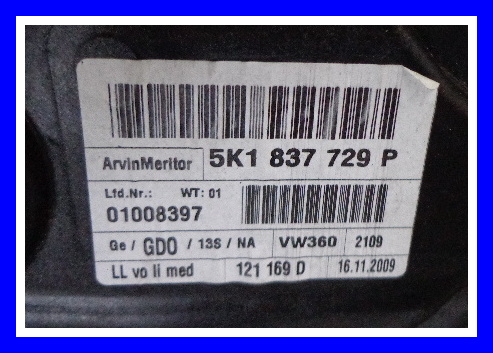 ArvinMeritor 5K1 837 729 P
Lfd.Nr.: WT: 01
01008397
Ge / GDO / 13S / NA VW360 2109
LL vo li med 121 169 D 16.11.2009